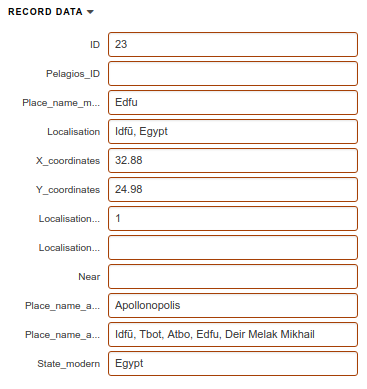 RECORD DATA
ID 23
Pelagios_ID
Place_name_m... Edfu
Localisation Idfū, Egypt
X_coordinates 32.88
Y_coordinates 24.98
Localisation... 1
Localisation...
Near
Place_name_a... Apollonopolis
Place_name_a... Idfū, Tbot, Atbo, Edfu, Deir Melak Mikhail
State_modern Egypt